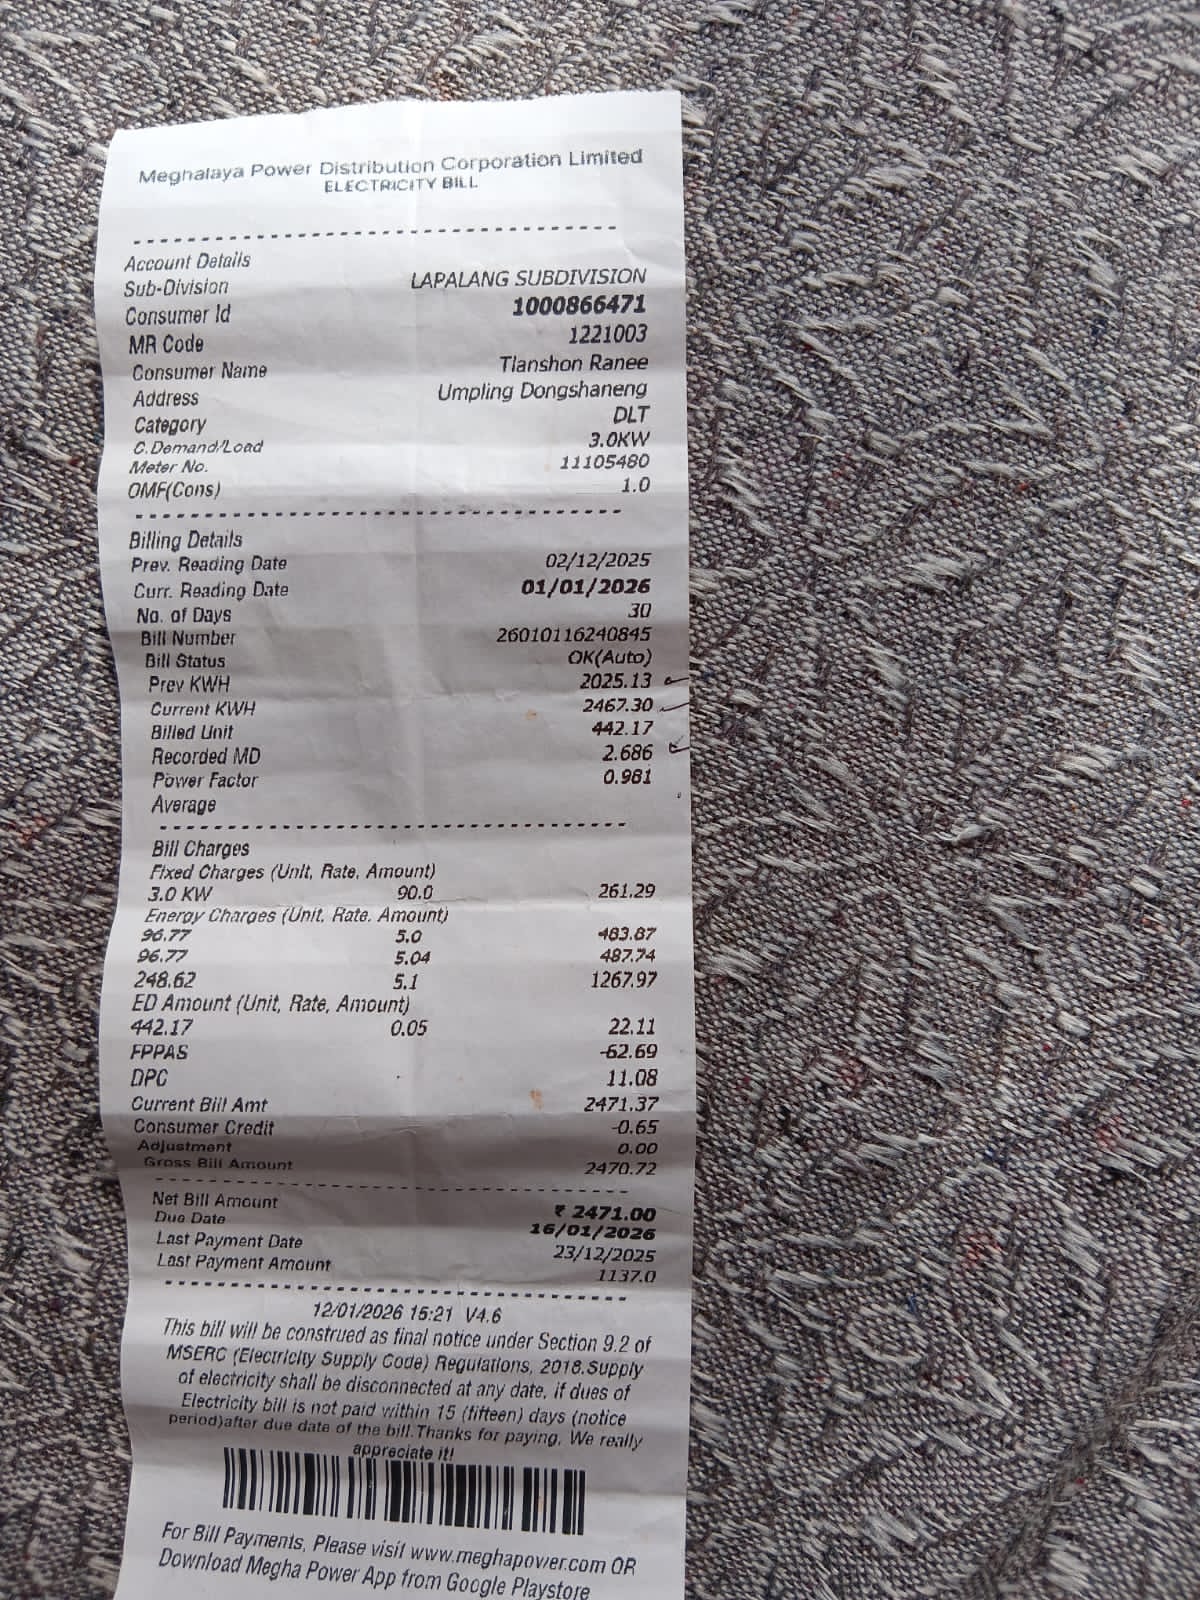 Meghalaya Power Distribution Corporation Limited
ELECTRICITY BILL
Account Details
Sub-Division LAPALANG SUBDIVISION
Consumer Id 1000866471
MR Code 1221003
Consumer Name Tlanshon Ranee
Address Umpling Dongshaneng
Category DLT
C.Demand/Load 3.0KW
Meter No. 11105480
OMF(Cons) 1.0
Billing Details
Prev. Reading Date 02/12/2025
Curr. Reading Date 01/01/2026
No. of Days 30
Bill Number 26010116240845
Bill Status OK(Auto)
Prev KWH 2025.13
Current KWH 2467.30
Billed Unit 442.17
Recorded MD 2.686
Power Factor 0.981
Average
Bill Charges
Fixed Charges (Unit, Rate, Amount)
3.0 KW 90.0 261.29
Energy Charges (Unit, Rate, Amount)
96.77 5.0 483.87
96.77 5.04 487.74
248.62 5.1 1267.97
ED Amount (Unit, Rate, Amount)
442.17 0.05 22.11
FPPAS -62.69
DPC 11.08
Current Bill Amt 2471.37
Consumer Credit -0.65
Adjustment 0.00
Gross Bill Amount 2470.72
Net Bill Amount ₹ 2471.00
Due Date 16/01/2026
Last Payment Date 23/12/2025
Last Payment Amount 1137.0
12/01/2026 15:21 V4.6
This bill will be construed as final notice under Section 9.2 of
MSERC (Electricity Supply Code) Regulations, 2018.Supply
of electricity shall be disconnected at any date, if dues of
Electricity bill is not paid within 15 (fifteen) days (notice
period)after due date of the bill.Thanks for paying, We really
appreciate it!
For Bill Payments, Please visit www.meghapower.com OR
Download Megha Power App from Google Playstore